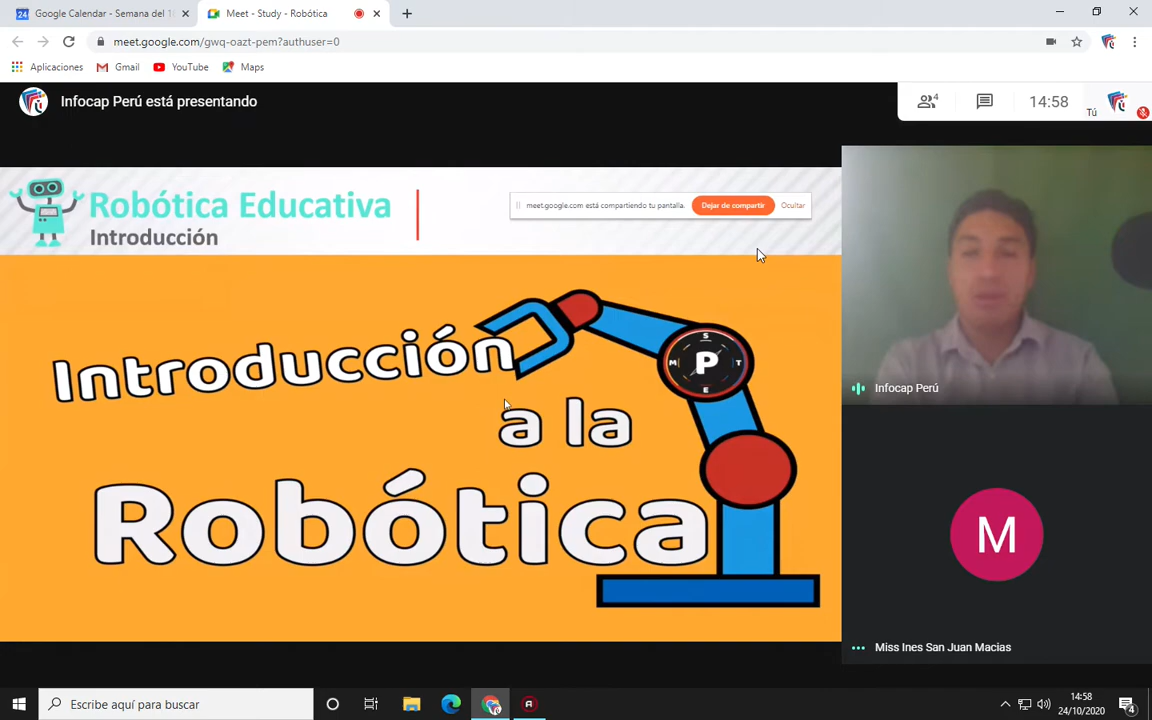 Google Calendar - Semana del 1
Meet - Study - Robótica
meet.google.com/gwq-oazt-pem?authuser=0
Aplicaciones
Gmail
YouTube
Maps
Infocap Perú está presentando
4
14:58
Tú
Robótica Educativa
Introducción
meet.google.com está compartiendo tu pantalla.
Dejar de compartir
Ocultar
Introducción
a la
Robótica
S
M P T
E
Infocap Perú
M
Miss Ines San Juan Macias
Escribe aquí para buscar
14:58
24/10/2020
4